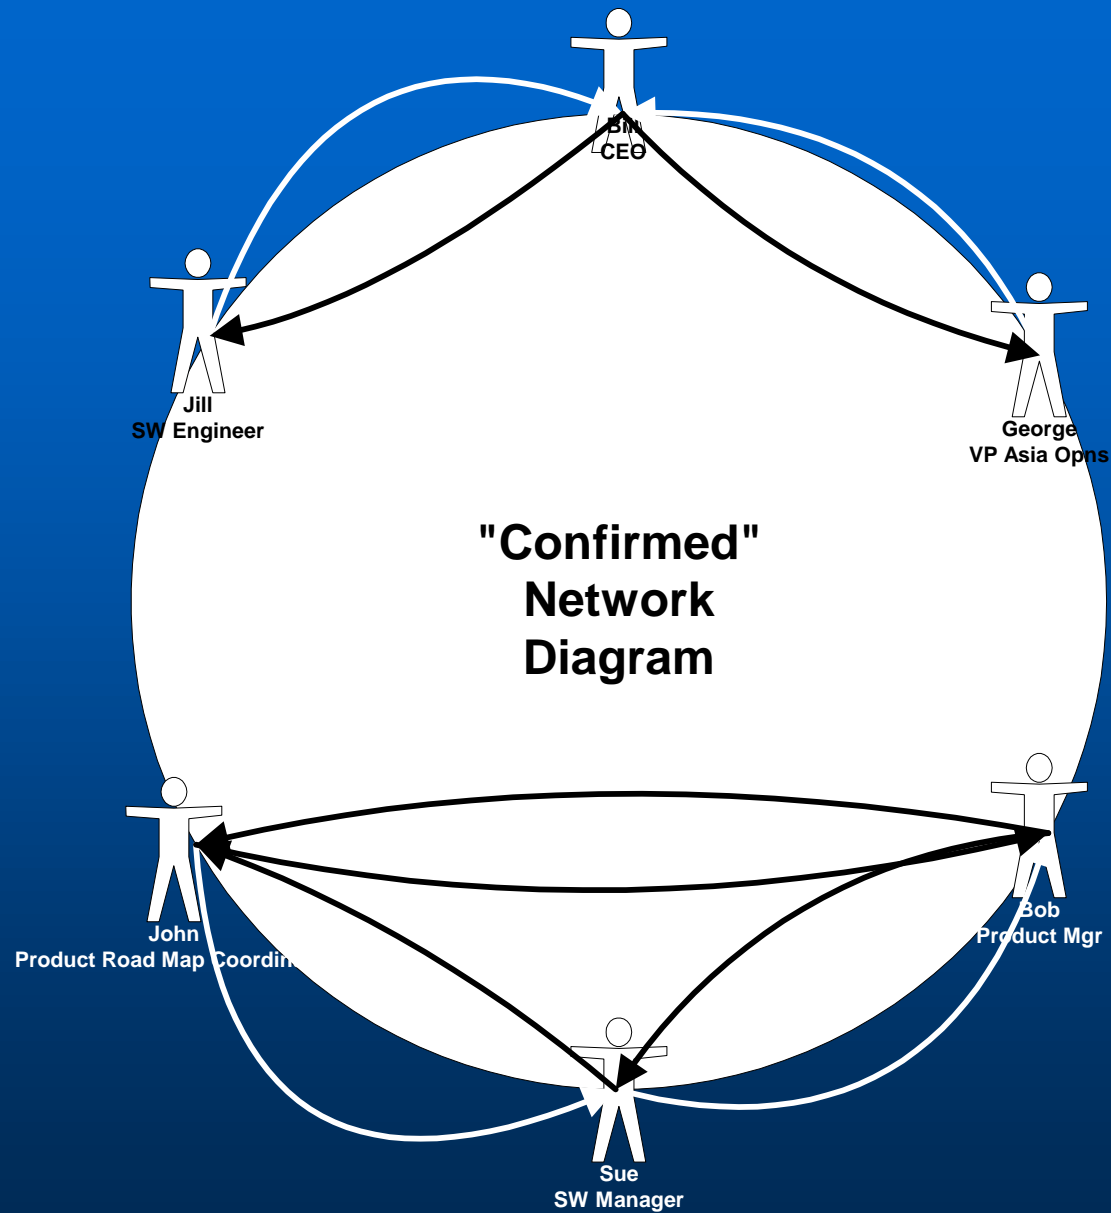 Bill
CEO
Jill
SW Engineer
George
VP Asia Opns
"Confirmed"
Network
Diagram
John
Product Road Map
Bob
Product Mgr
Sue
SW Manager